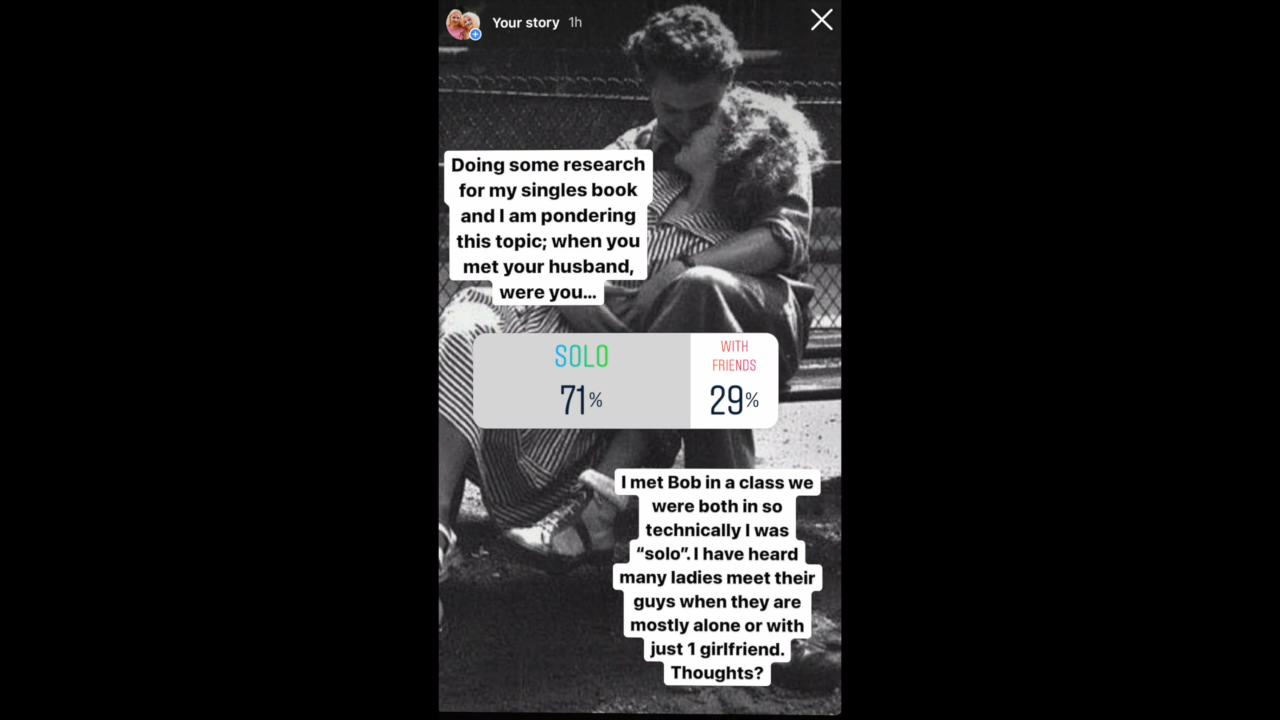 Your story 1h
Doing some research
for my singles book
and I am pondering
this topic; when you
met your husband,
were you...
SOLO
71%
WITH
FRIENDS
29%
I met Bob in a class we
were both in so
technically I was
“solo”. I have heard
many ladies meet their
guys when they are
mostly alone or with
just 1 girlfriend.
Thoughts?